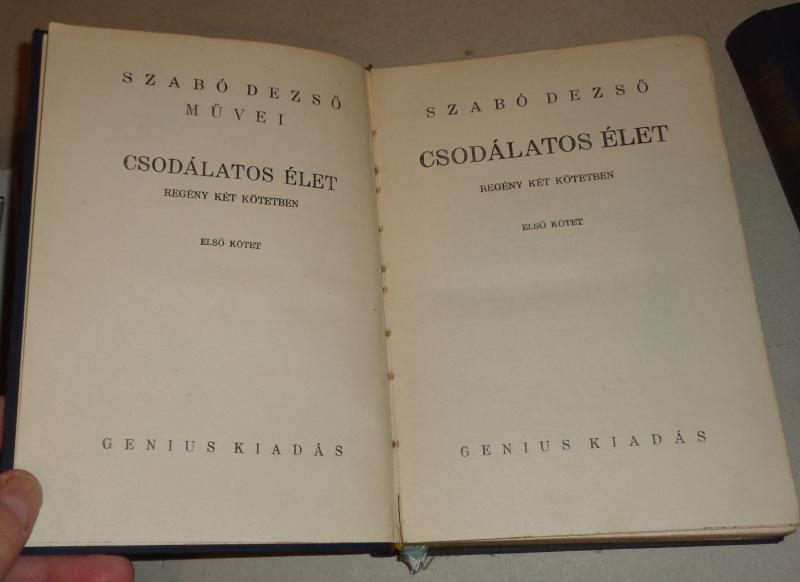 SZABÓ DEZSŐ
MŰVEI
CSODÁLATOS ÉLET
REGÉNY KÉT KÖTETBEN
ELSŐ KÖTET
GENIUS KIADÁS
SZABÓ DEZSŐ
CSODÁLATOS ÉLET
REGÉNY KÉT KÖTETBEN
ELSŐ KÖTET
GENIUS KIADÁS